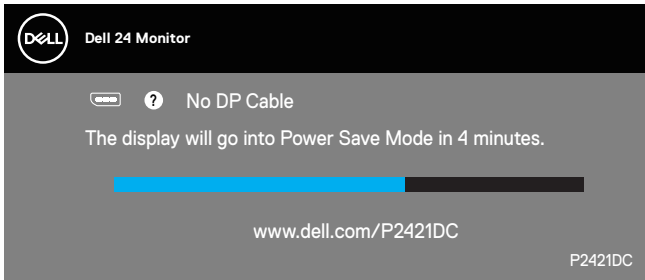 DELL
Dell 24 Monitor
? No DP Cable
The display will go into Power Save Mode in 4 minutes.
www.dell.com/P2421DC
P2421DC